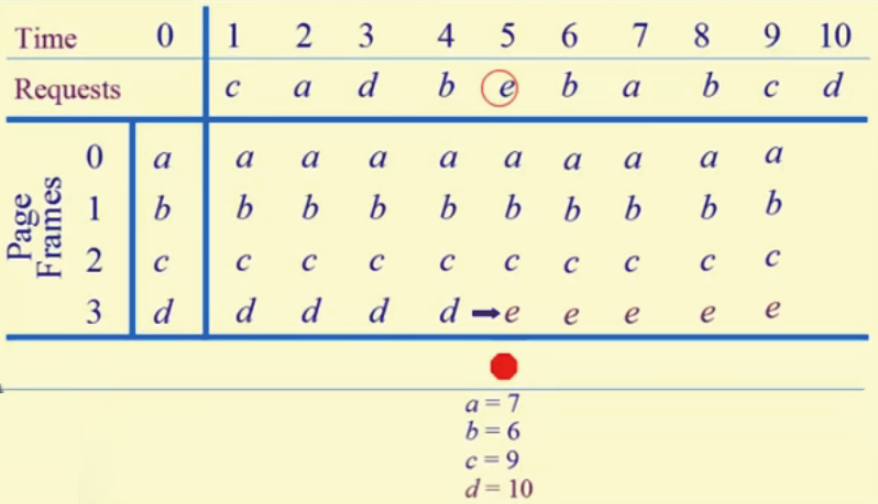 Time 0 1 2 3 4 5 6 7 8 9 10
Requests c a d b e b a b c d
Page Frames
0 a a a a a a a a a a
1 b b b b b b b b b b
2 c c c c c c c c c c
3 d d d d d e e e e e
a = 7
b = 6
c = 9
d = 10